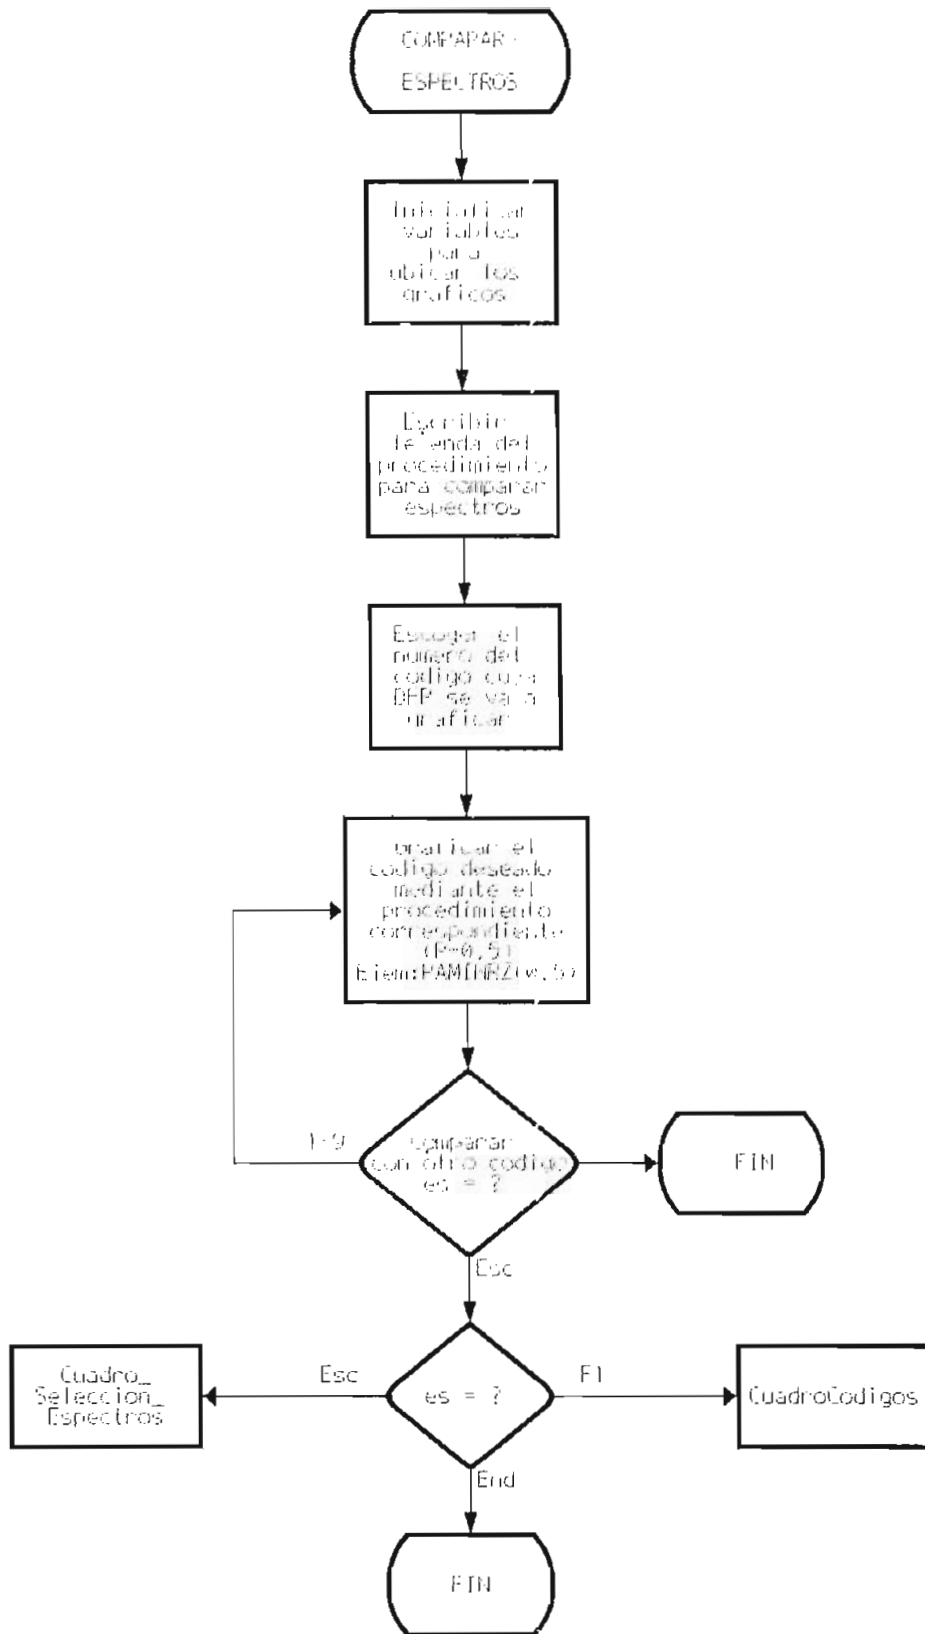 COMPARAR
ESPECTROS
Inicializar
variables
para
ubicar los
graficos
Escribir
leyenda del
procedimiento
para comparar
espectros
Escoger el
numero del
codigo cuya
DEP se va a
graficar
graficar el
codigo deseado
mediante el
procedimiento
correspondiente
(P=0.5)
Ejem:
comparar
con otro codigo
es = ?
1-9
FIN
Esc
Cuadro_
Seleccion_
Espectros
Esc
es = ?
F1
CuadroCodigos
End
FIN